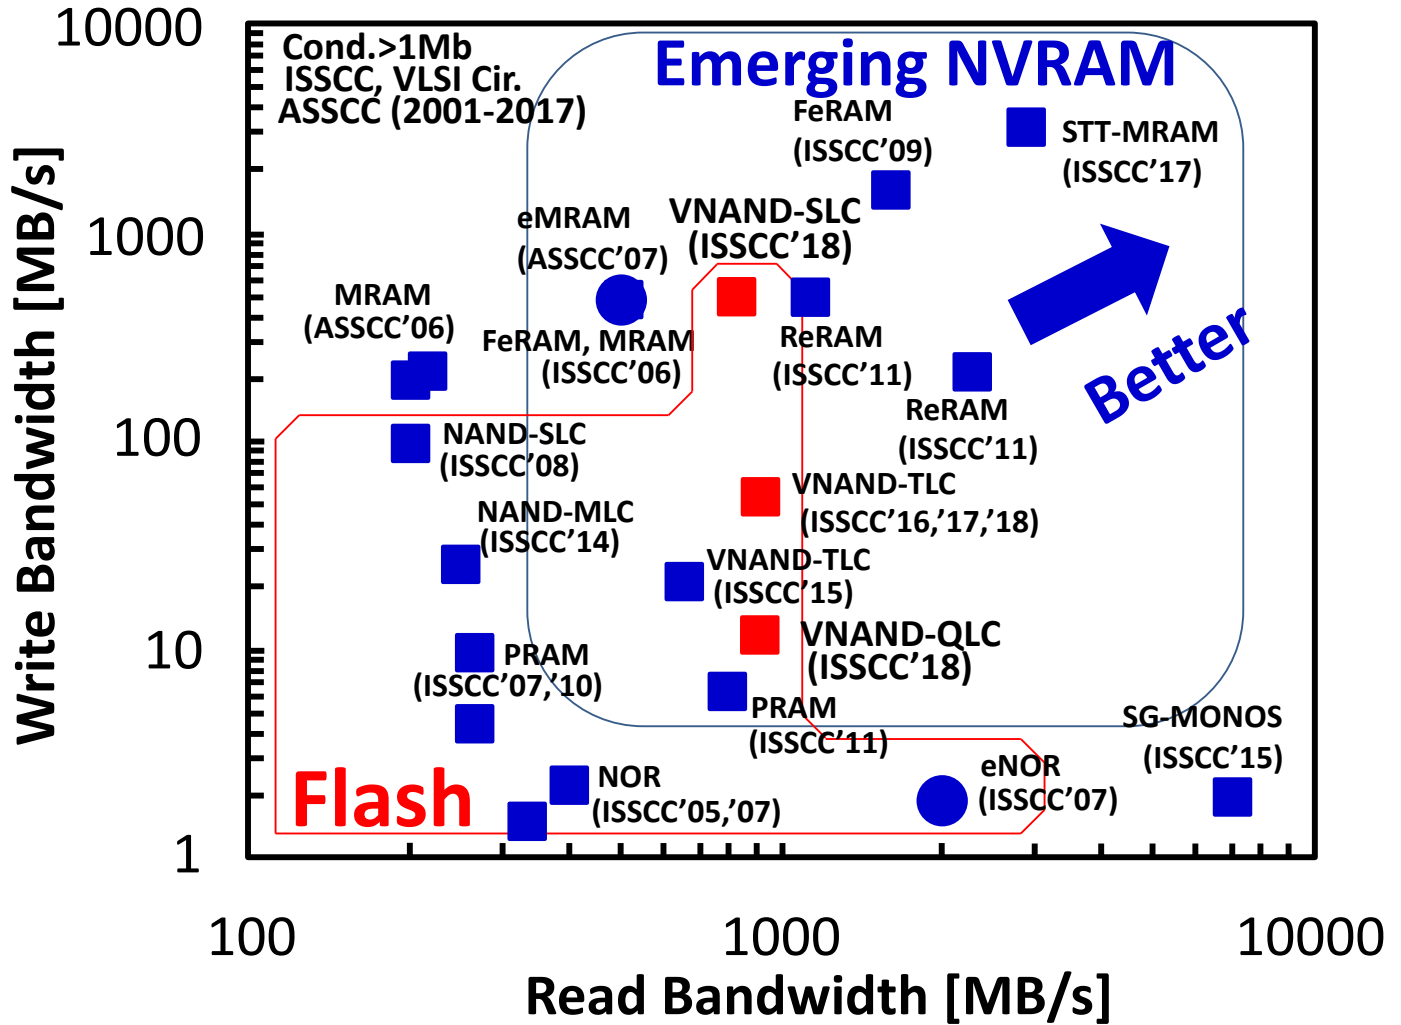 10000
1000
100
10
1
Write Bandwidth [MB/s]
Cond.>1Mb
ISSCC, VLSI Cir.
ASSCC (2001-2017)
Emerging NVRAM
FeRAM
(ISSCC’09)
STT-MRAM
(ISSCC’17)
eMRAM
(ASSCC’07)
VNAND-SLC
(ISSCC’18)
MRAM
(ASSCC’06)
FeRAM, MRAM
(ISSCC’06)
ReRAM
(ISSCC’11)
Better
ReRAM
(ISSCC’11)
NAND-SLC
(ISSCC’08)
VNAND-TLC
(ISSCC’16,’17,’18)
NAND-MLC
(ISSCC’14)
VNAND-TLC
(ISSCC’15)
VNAND-QLC
(ISSCC’18)
PRAM
(ISSCC’07,’10)
PRAM
(ISSCC’11)
SG-MONOS
(ISSCC’15)
eNOR
(ISSCC’07)
NOR
(ISSCC’05,’07)
Flash
100
1000
10000
Read Bandwidth [MB/s]